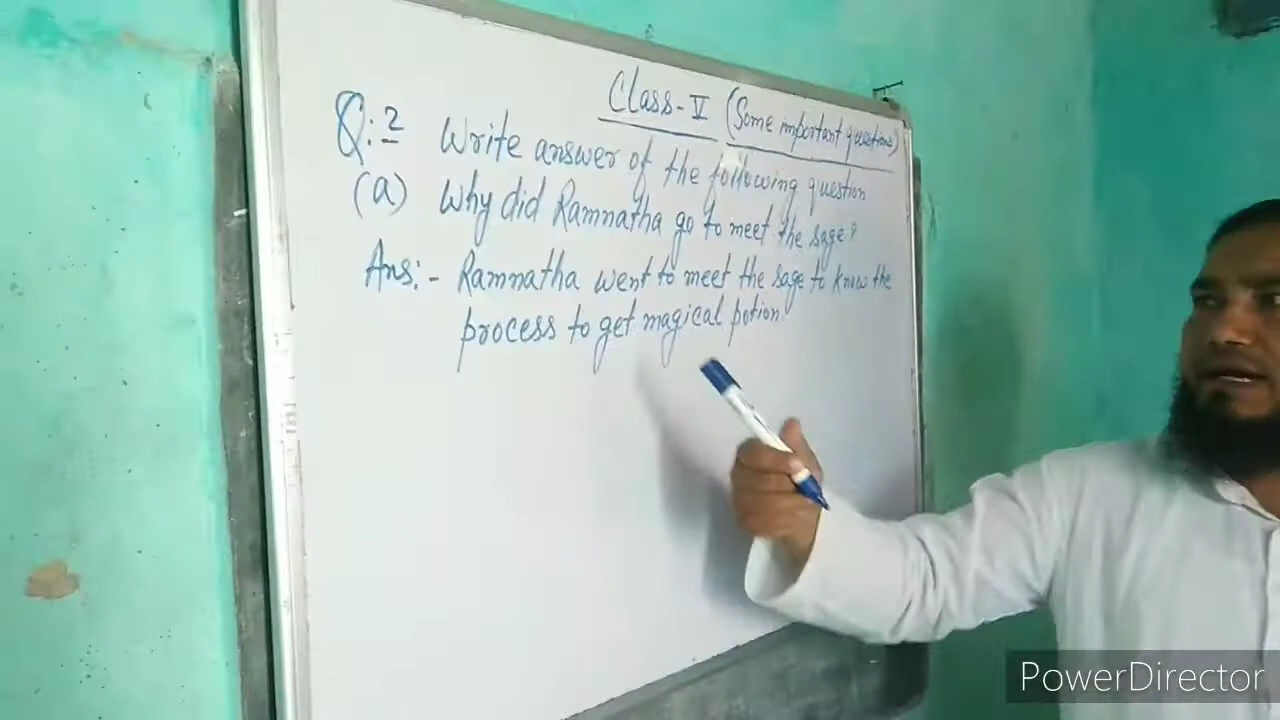 Class - V (Some important questions)
Q:2 Write answer of the following question
(a) Why did Ramnatha go to meet the sage?
Ans:- Ramnatha went to meet the sage to know the
process to get magical potion.
PowerDirector